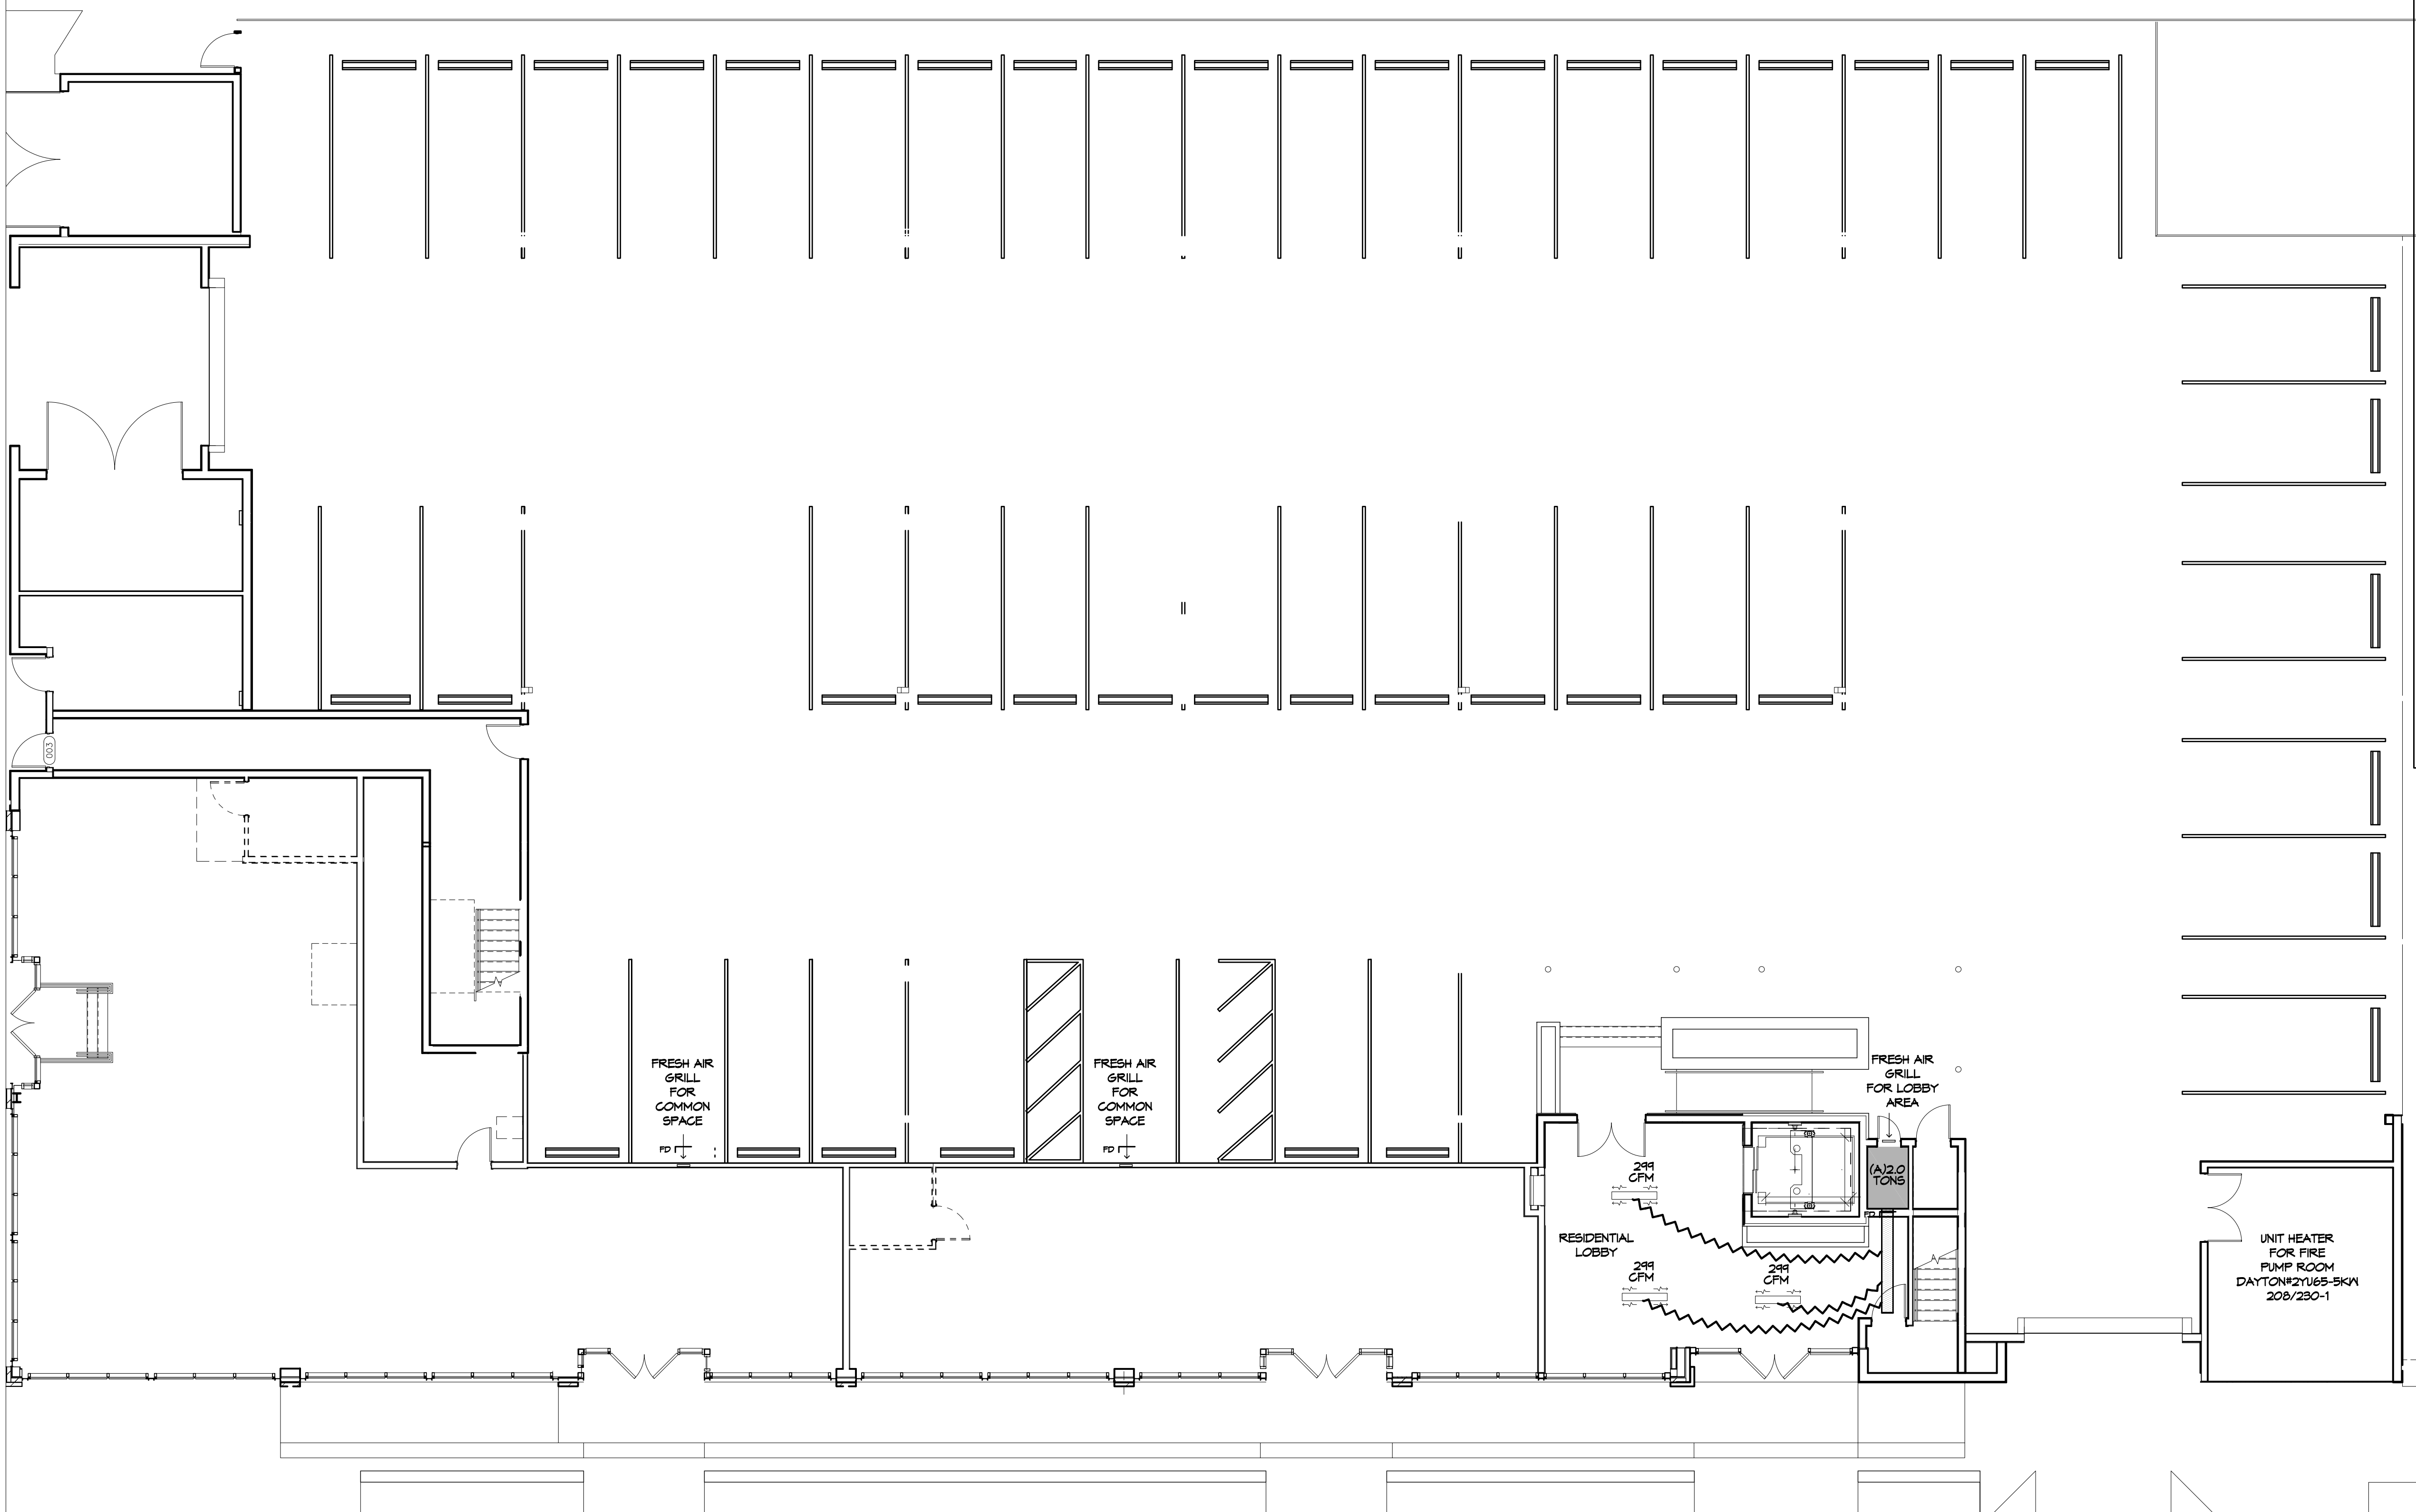 003
FRESH AIR
GRILL
FOR
COMMON
SPACE
FD
FRESH AIR
GRILL
FOR
COMMON
SPACE
FD
FRESH AIR
GRILL
FOR LOBBY
AREA
(A)2.0
TONS
FD
299
CFM
RESIDENTIAL
LOBBY
299
CFM
299
CFM
UNIT HEATER
FOR FIRE
PUMP ROOM
DAYTON#2YU65-5KW
208/230-1